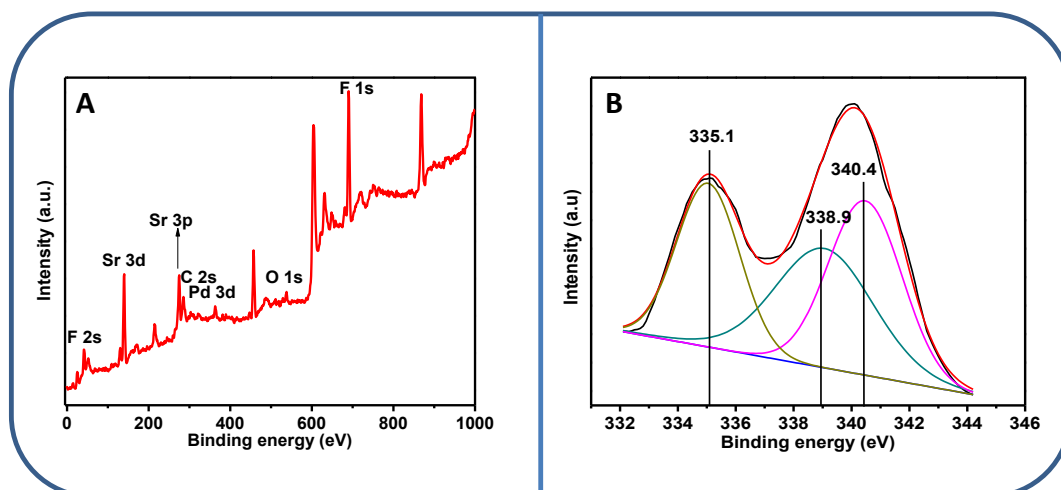 A
F 1s
Sr 3p
Sr 3d
C 2s
Pd 3d
O 1s
F 2s
Intensity (a.u.)
0 200 400 600 800 1000
Binding energy (eV)
B
335.1
340.4
338.9
Intensity (a.u)
332 334 336 338 340 342 344 346
Binding energy (eV)